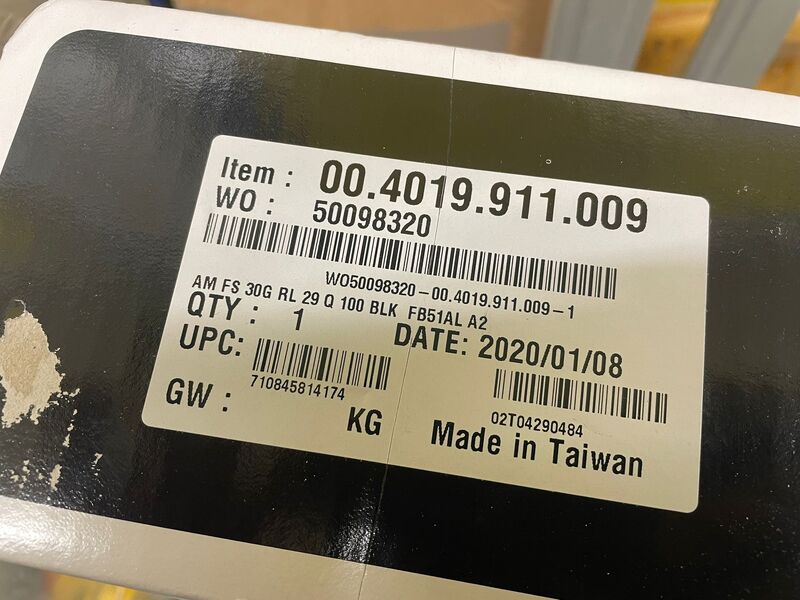 Item : 00.4019.911.009
WO : 50098320
WO50098320-00.4019.911.009-1
AM FS 30G RL 29 Q 100 BLK FB51AL A2
QTY : 1 DATE: 2020/01/08
UPC:
710845814174
02T04290484
GW : KG Made in Taiwan